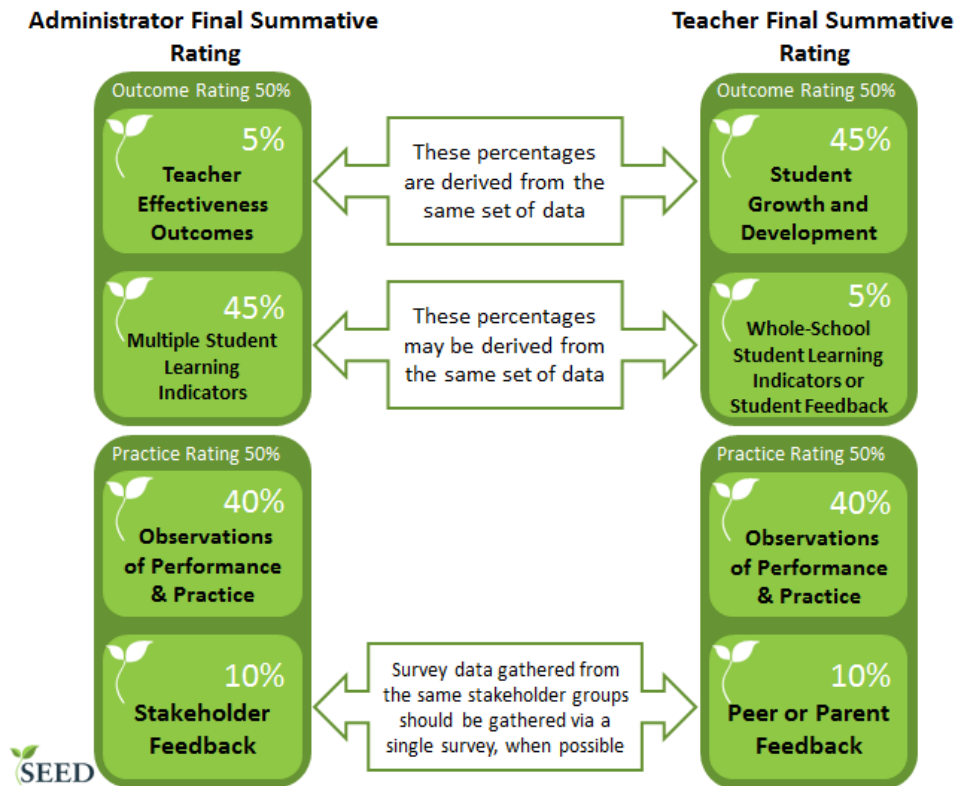 Administrator Final Summative
Rating
Outcome Rating 50%
5%
Teacher
Effectiveness
Outcomes
45%
Multiple Student
Learning
Indicators
Practice Rating 50%
40%
Observations
of Performance
& Practice
10%
Stakeholder
Feedback
These percentages
are derived from the
same set of data
These percentages
may be derived from
the same set of data
Survey data gathered from
the same stakeholder groups
should be gathered via a
single survey, when possible
Teacher Final Summative
Rating
Outcome Rating 50%
45%
Student
Growth and
Development
5%
Whole-School
Student Learning
Indicators or
Student Feedback
Practice Rating 50%
40%
Observations
of Performance
& Practice
10%
Peer or Parent
Feedback
SEED